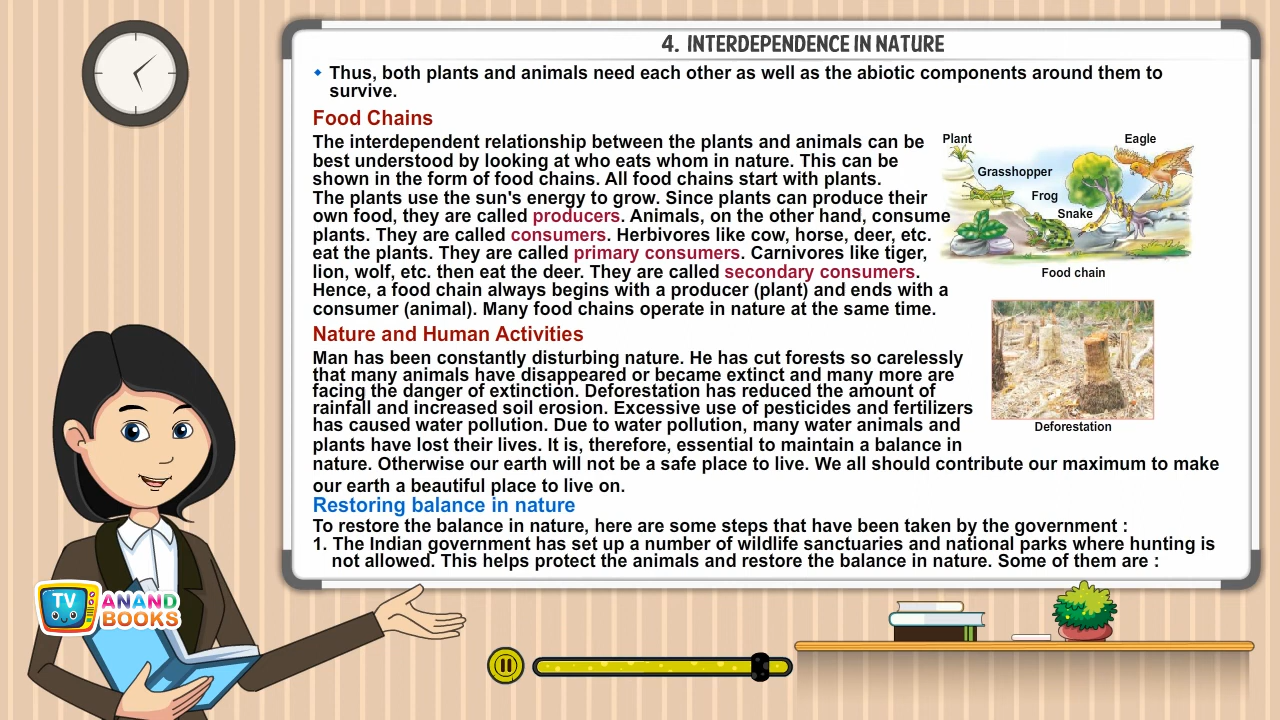 4. INTERDEPENDENCE IN NATURE
Thus, both plants and animals need each other as well as the abiotic components around them to
survive.
Food Chains
The interdependent relationship between the plants and animals can be
best understood by looking at who eats whom in nature. This can be
shown in the form of food chains. All food chains start with plants.
The plants use the sun's energy to grow. Since plants can produce their
own food, they are called producers. Animals, on the other hand, consume
plants. They are called consumers. Herbivores like cow, horse, deer, etc.
eat the plants. They are called primary consumers. Carnivores like tiger,
lion, wolf, etc. then eat the deer. They are called secondary consumers.
Hence, a food chain always begins with a producer (plant) and ends with a
consumer (animal). Many food chains operate in nature at the same time.
Plant
Eagle
Grasshopper
Frog
Snake
Food chain
Nature and Human Activities
Man has been constantly disturbing nature. He has cut forests so carelessly
that many animals have disappeared or became extinct and many more are
facing the danger of extinction. Deforestation has reduced the amount of
rainfall and increased soil erosion. Excessive use of pesticides and fertilizers
has caused water pollution. Due to water pollution, many water animals and
plants have lost their lives. It is, therefore, essential to maintain a balance in
nature. Otherwise our earth will not be a safe place to live. We all should contribute our maximum to make
our earth a beautiful place to live on.
Deforestation
Restoring balance in nature
To restore the balance in nature, here are some steps that have been taken by the government :
1. The Indian government has set up a number of wildlife sanctuaries and national parks where hunting is
not allowed. This helps protect the animals and restore the balance in nature. Some of them are :
TV
ANAND
BOOKS